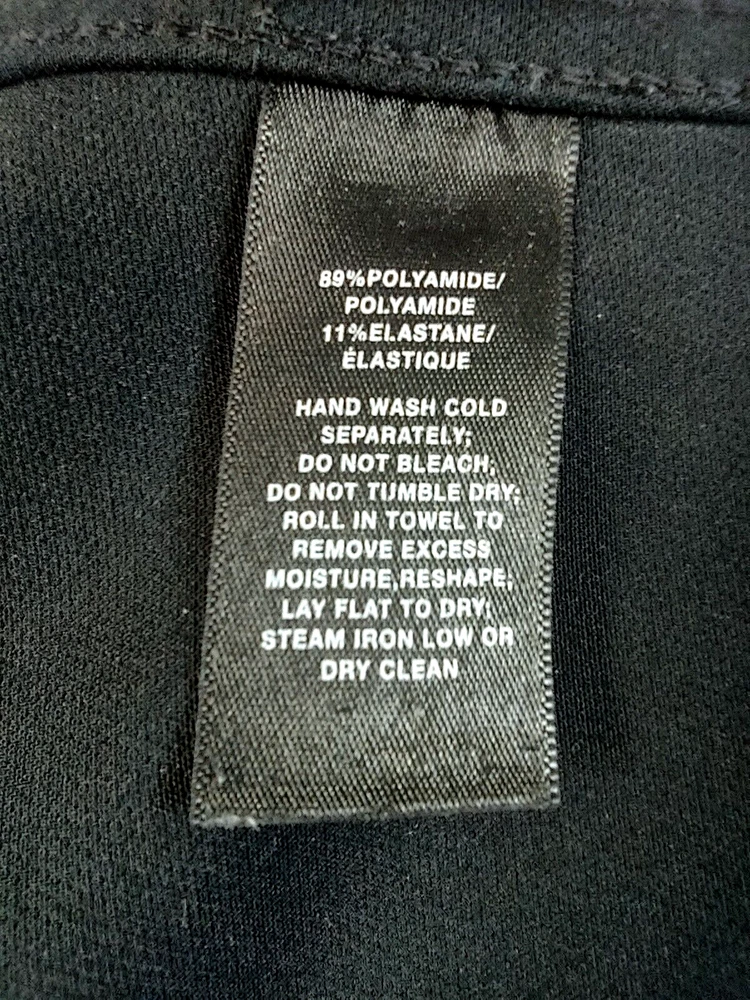 89%POLYAMIDE/
POLYAMIDE
11%ELASTANE/
ÉLASTIQUE
HAND WASH COLD
SEPARATELY;
DO NOT BLEACH;
DO NOT TUMBLE DRY;
ROLL IN TOWEL TO
REMOVE EXCESS
MOISTURE,RESHAPE;
LAY FLAT TO DRY;
STEAM IRON LOW OR
DRY CLEAN